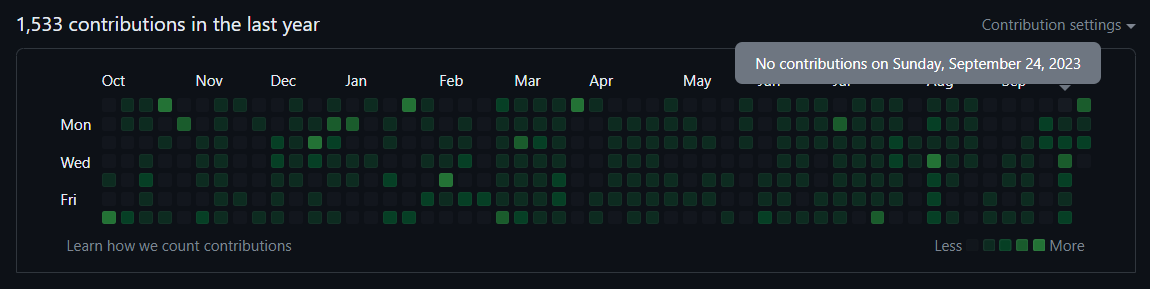 1,533 contributions in the last year
Contribution settings
No contributions on Sunday, September 24, 2023
Oct Nov Dec Jan Feb Mar Apr May Jun Jul Aug Sep
Mon
Wed
Fri
Learn how we count contributions
Less More